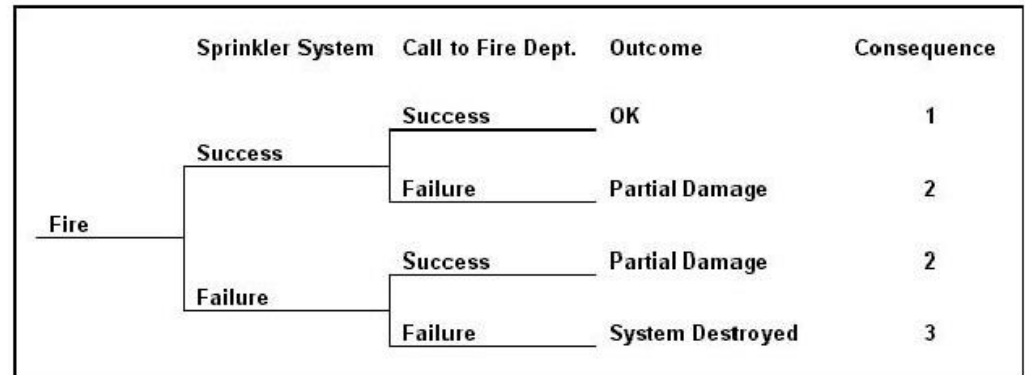 Sprinkler System Call to Fire Dept. Outcome Consequence
Success OK 1
Success
Failure Partial Damage 2
Fire
Success Partial Damage 2
Failure
Failure System Destroyed 3